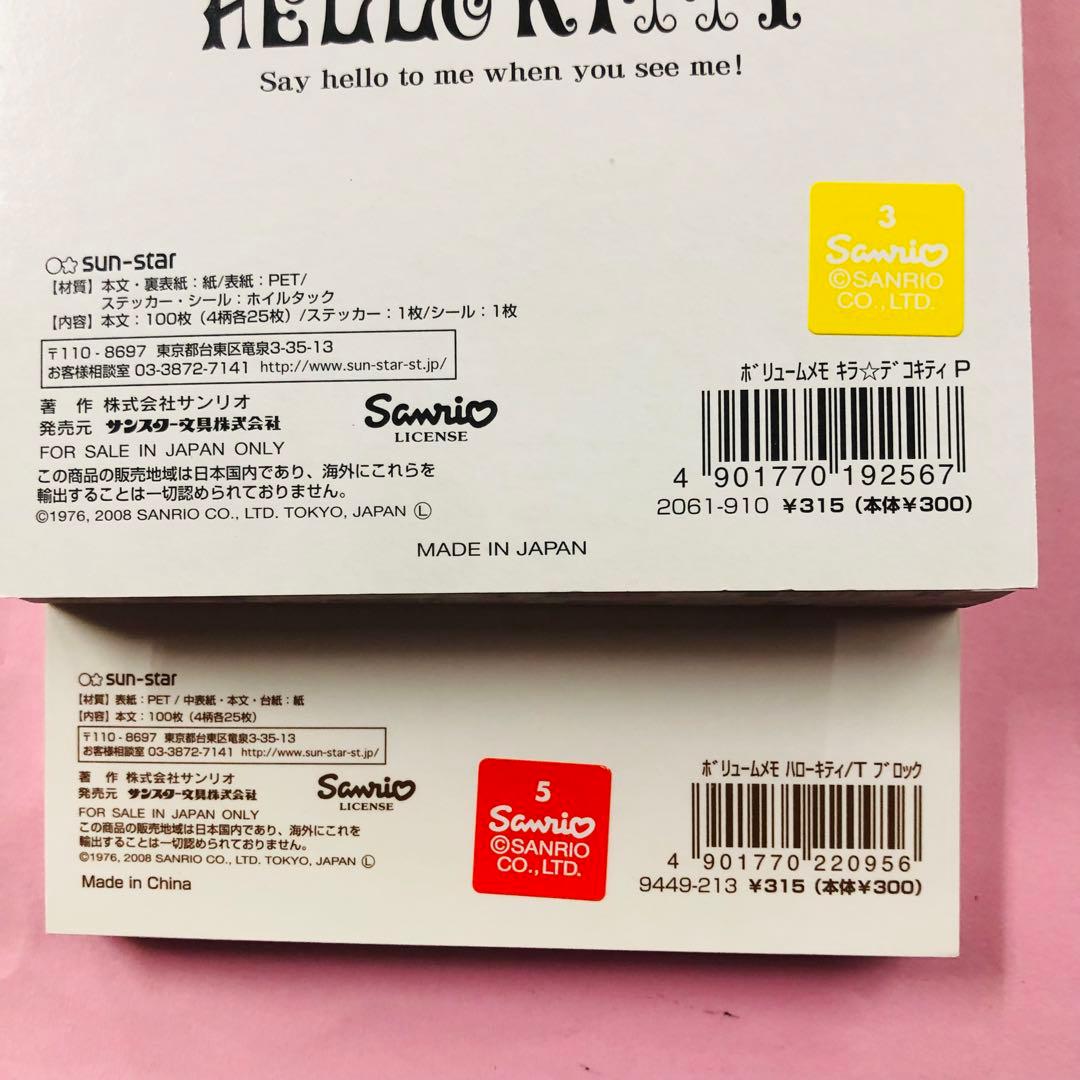 HELLO KITTY
Say hello to me when you see me!
3
Sanrio
©SANRIO
CO.,LTD.
sun-star
【材質】本文・裏表紙:紙/表紙:PET/
ステッカー・シール:ホイルタック
【内容】本文:100枚(4柄各25枚)/ステッカー:1枚/シール:1枚
〒110-8697 東京都台東区竜泉3-35-13
お客様相談室 03-3872-7141 http://www.sun-star-st.jp/
著 作 株式会社サンリオ
発売元 サンスター文具株式会社
Sanrio
LICENSE
FOR SALE IN JAPAN ONLY
この商品の販売地域は日本国内であり、海外にこれらを
輸出することは一切認められておりません。
©1976, 2008 SANRIO CO., LTD. TOKYO, JAPAN Ⓛ
MADE IN JAPAN
ボリュームメモ キラ☆デコキティ P
4 901770 192567
2061-910 ¥315(本体¥300)
sun-star
【材質】表紙:PET/中表紙・本文・台紙:紙
【内容】本文:100枚(4柄各25枚)
〒110-8697 東京都台東区竜泉3-35-13
お客様相談室 03-3872-7141 http://www.sun-star-st.jp/
著 作 株式会社サンリオ
発売元 サンスター文具株式会社
Sanrio
LICENSE
FOR SALE IN JAPAN ONLY
この商品の販売地域は日本国内であり、海外にこれを
輸出することは一切認められておりません。
©1976, 2008 SANRIO CO., LTD. TOKYO, JAPAN Ⓛ
Made in China
5
Sanrio
©SANRIO
CO.,LTD.
ボリュームメモ ハローキティ/T ブロック
4 901770 220956
9449-213 ¥315(本体¥300)